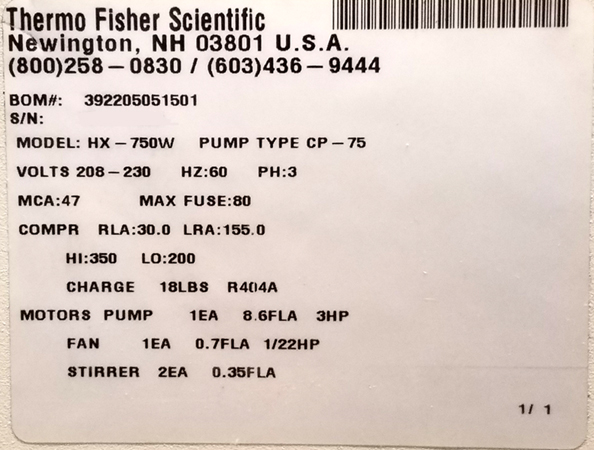 Thermo Fisher Scientific
Newington, NH 03801 U.S.A.
(800)258-0830 / (603)436-9444
BOM#: 392205051501
S/N:
MODEL: HX-750W PUMP TYPE CP-75
VOLTS 208-230 HZ:60 PH:3
MCA:47 MAX FUSE:80
COMPR RLA:30.0 LRA:155.0
HI:350 LO:200
CHARGE 18LBS R404A
MOTORS PUMP 1EA 8.6FLA 3HP
FAN 1EA 0.7FLA 1/22HP
STIRRER 2EA 0.35FLA
1/ 1